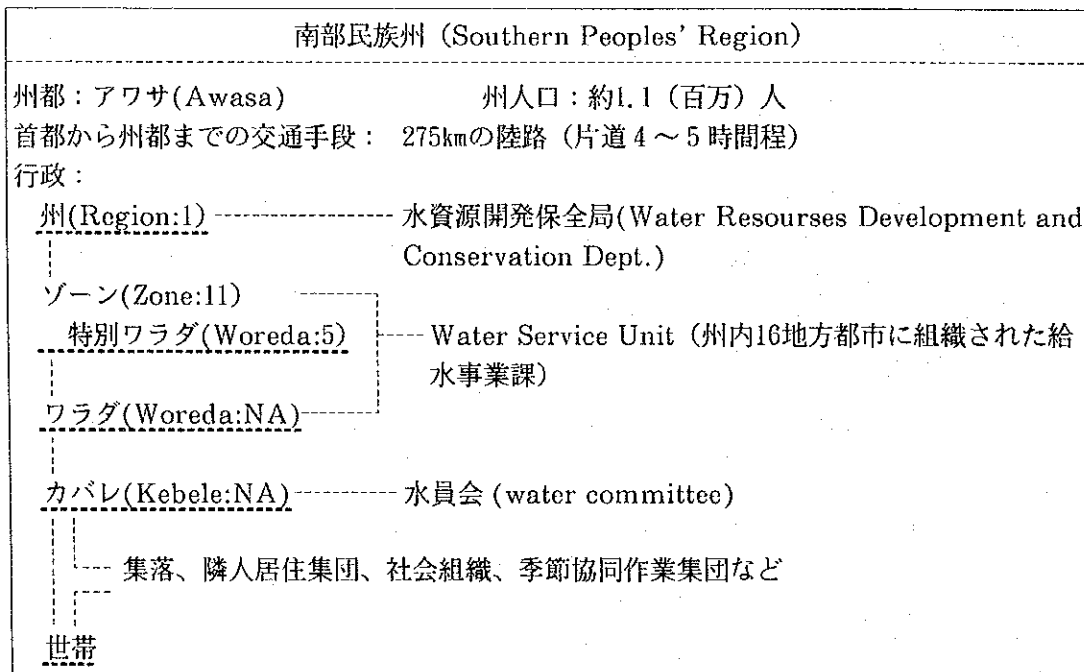 南部民族州 (Southern Peoples' Region)
州都：アワサ(Awasa) 州人口：約1.1（百万）人
首都から州都までの交通手段： 275kmの陸路（片道4～5時間程）
行政：
州(Region:1) 水資源開発保全局(Water Resourses Development and
Conservation Dept.)
ゾーン(Zone:11)
特別ワラダ(Woreda:5) Water Service Unit（州内16地方都市に組織された給
水事業課）
ワラダ(Woreda:NA)
カバレ(Kebele:NA) 水員会 (water committee)
集落、隣人居住集団、社会組織、季節協同作業集団など
世帯